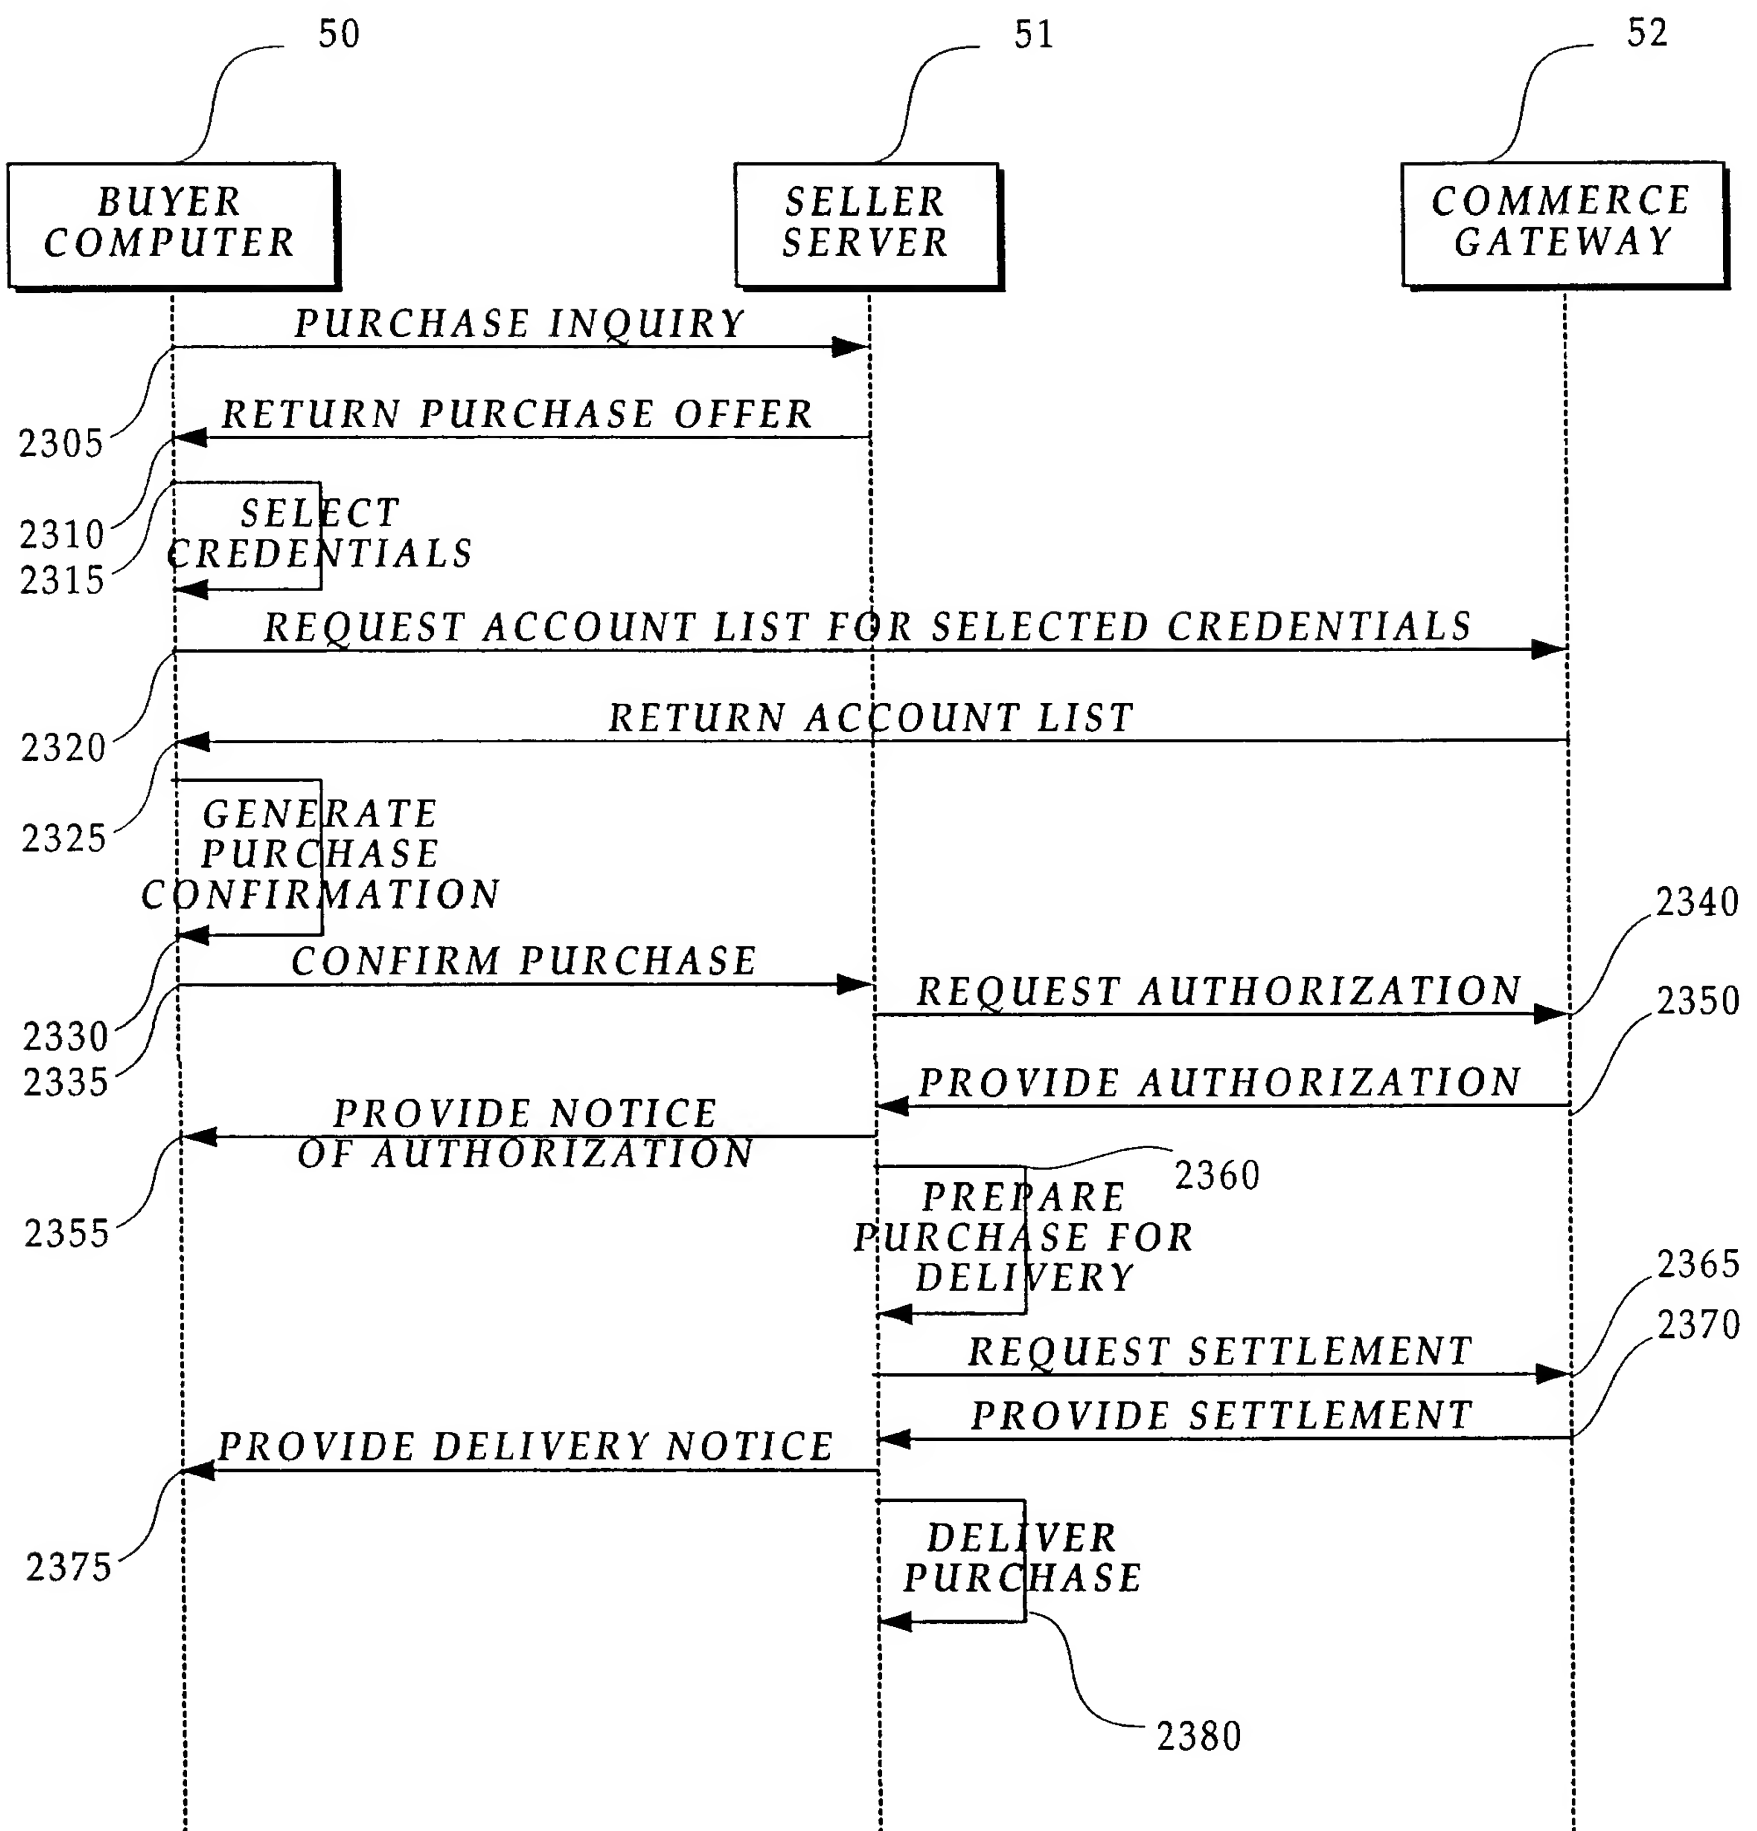 50
51
52
BUYER
COMPUTER
SELLER
SERVER
COMMERCE
GATEWAY
PURCHASE INQUIRY
2305
RETURN PURCHASE OFFER
2310
2315
SELECT
CREDENTIALS
REQUEST ACCOUNT LIST FOR SELECTED CREDENTIALS
2320
RETURN ACCOUNT LIST
2325
GENERATE
PURCHASE
CONFIRMATION
2330
CONFIRM PURCHASE
2335
REQUEST AUTHORIZATION
2340
PROVIDE AUTHORIZATION
2350
PROVIDE NOTICE
OF AUTHORIZATION
2355
2360
PREPARE
PURCHASE FOR
DELIVERY
REQUEST SETTLEMENT
2365
PROVIDE SETTLEMENT
2370
PROVIDE DELIVERY NOTICE
2375
DELIVER
PURCHASE
2380